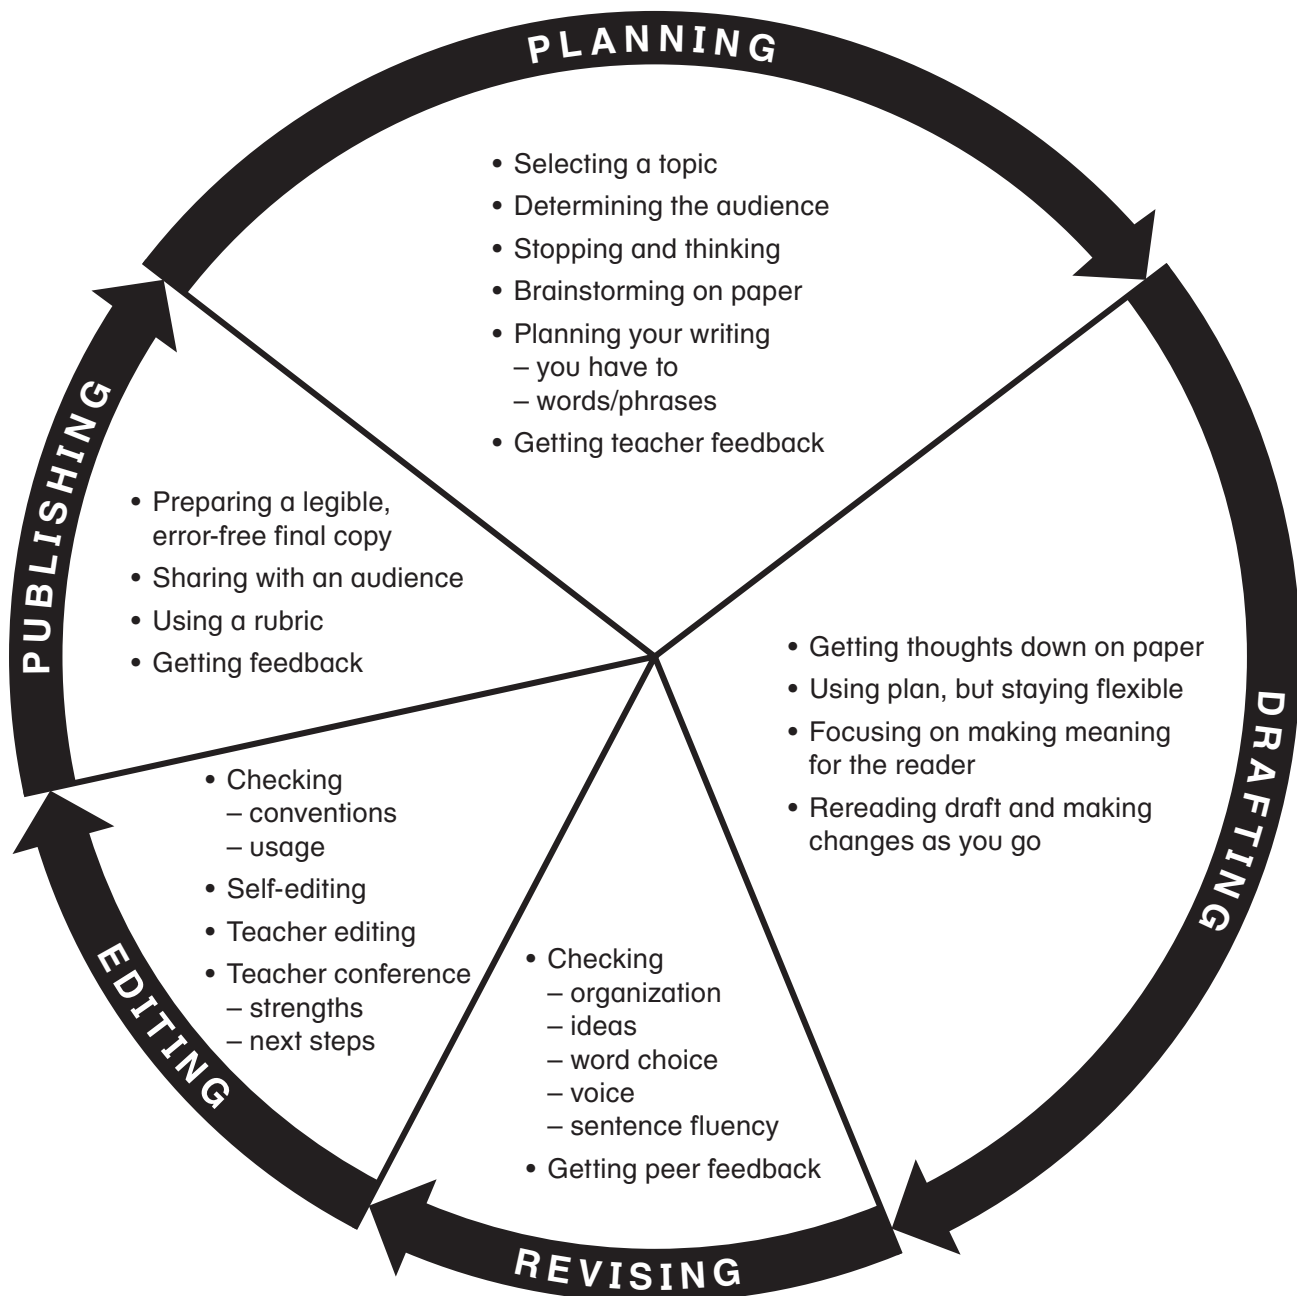 PLANNING
• Selecting a topic
• Determining the audience
• Stopping and thinking
• Brainstorming on paper
• Planning your writing
– you have to
– words/phrases
• Getting teacher feedback
DRAFTING
• Getting thoughts down on paper
• Using plan, but staying flexible
• Focusing on making meaning
for the reader
• Rereading draft and making
changes as you go
REVISING
• Checking
– organization
– ideas
– word choice
– voice
– sentence fluency
• Getting peer feedback
EDITING
• Checking
– conventions
– usage
• Self-editing
• Teacher editing
• Teacher conference
– strengths
– next steps
PUBLISHING
• Preparing a legible,
error-free final copy
• Sharing with an audience
• Using a rubric
• Getting feedback